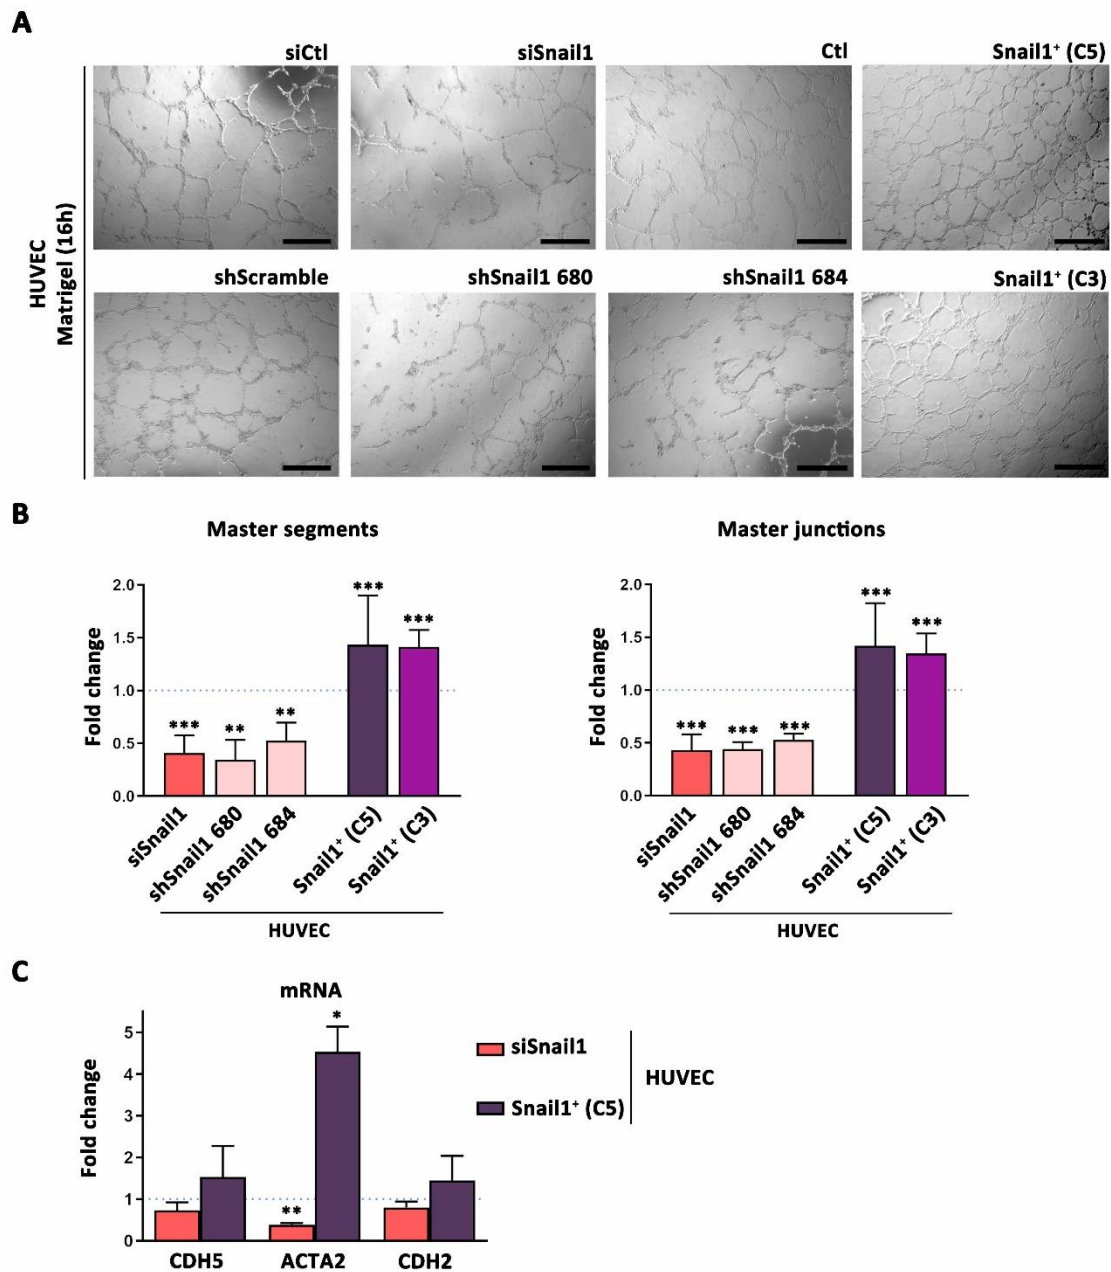 A
siCtl siSnail1 Ctl Snail1⁺ (C5)
HUVEC
Matrigel (16h)
shScramble shSnail1 680 shSnail1 684 Snail1⁺ (C3)
B
Master segments Master junctions
Fold change
2.0
1.5
1.0
0.5
0.0
*** ** ** *** ***
siSnail1 shSnail1 680 shSnail1 684 Snail1⁺ (C5) Snail1⁺ (C3)
HUVEC
Fold change
2.0
1.5
1.0
0.5
0.0
*** *** *** *** ***
siSnail1 shSnail1 680 shSnail1 684 Snail1⁺ (C5) Snail1⁺ (C3)
HUVEC
C
mRNA
Fold change
5
4
3
2
1
0
** *
CDH5 ACTA2 CDH2
siSnail1
Snail1⁺ (C5)
HUVEC